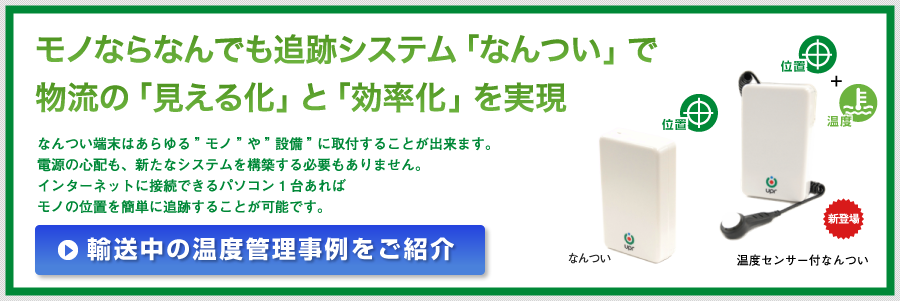 モノならなんでも追跡システム「なんつい」で
物流の「見える化」と「効率化」を実現
なんつい端末はあらゆる”モノ”や”設備”に取付することが出来ます。
電源の心配も、新たなシステムを構築する必要もありません。
インターネットに接続できるパソコン1台あれば
モノの位置を簡単に追跡することが可能です。
輸送中の温度管理事例をご紹介
位置
upr
なんつい
位置
+
温度
upr
新登場
温度センサー付なんつい